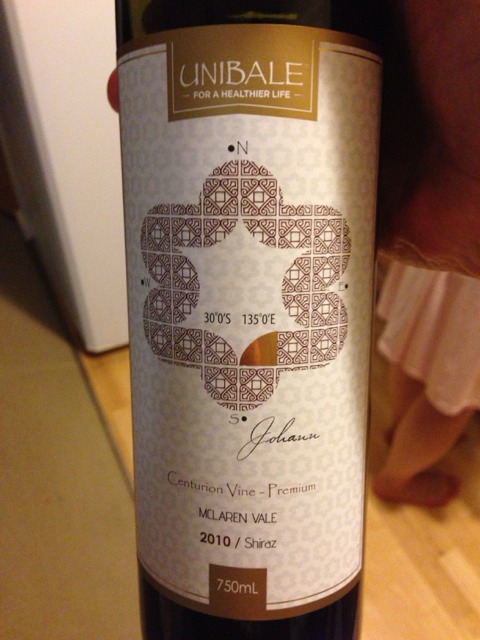 UNIBALE
FOR A HEALTHIER LIFE
N
30°0'S 135°0'E
E
S
Johann
Centurion Vine - Premium
MCLAREN VALE
2010 / Shiraz
750mL